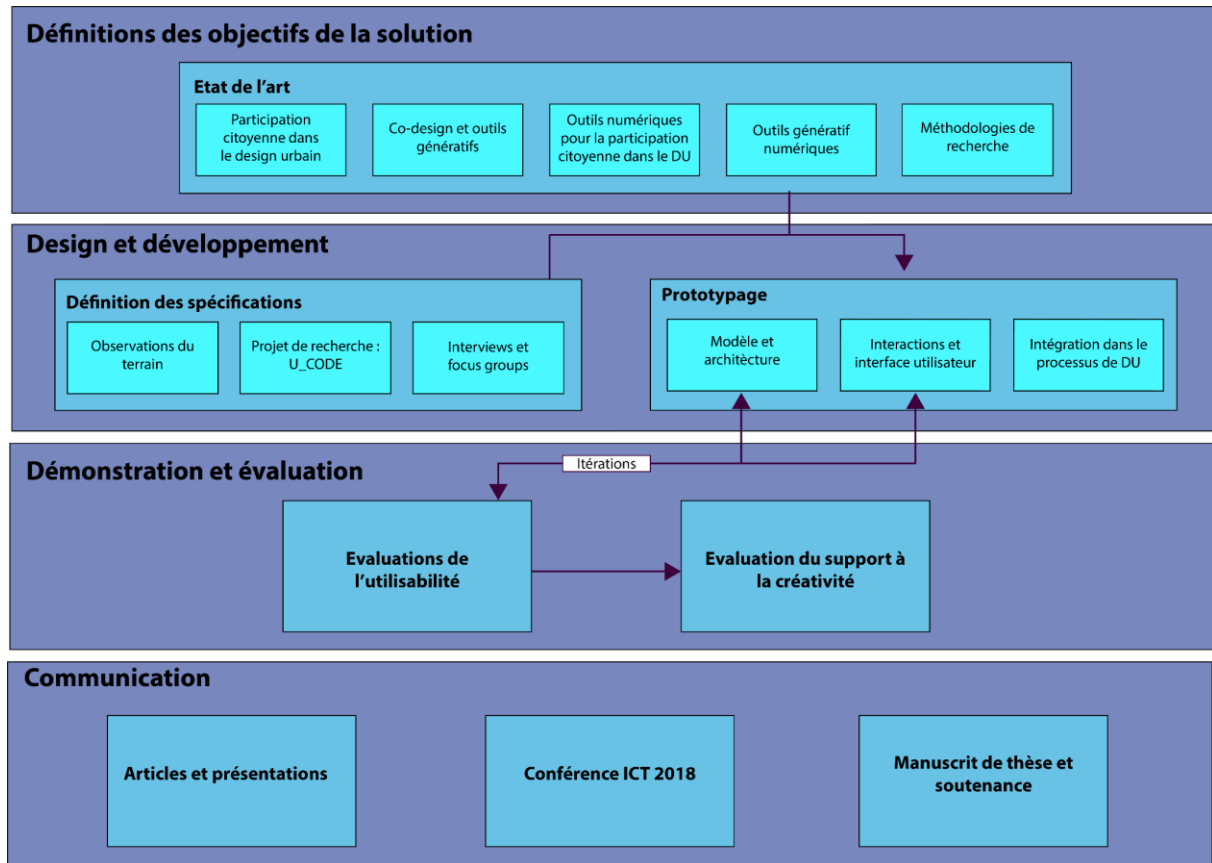 Définitions des objectifs de la solution
Etat de l’art
Participation
citoyenne dans
le design urbain
Co-design et outils
génératifs
Outils numériques
pour la participation
citoyenne dans le DU
Outils génératif
numériques
Méthodologies de
recherche
Design et développement
Définition des spécifications
Observations du
terrain
Projet de recherche :
U_CODE
Interviews et
focus groups
Prototypage
Modèle et
architècture
Interactions et
interface utilisateur
Intégration dans le
processus de DU
Démonstration et évaluation
Itérations
Evaluations de
l’utilisabilité
Evaluation du support à
la créativité
Communication
Articles et présentations
Conférence ICT 2018
Manuscrit de thèse et
soutenance